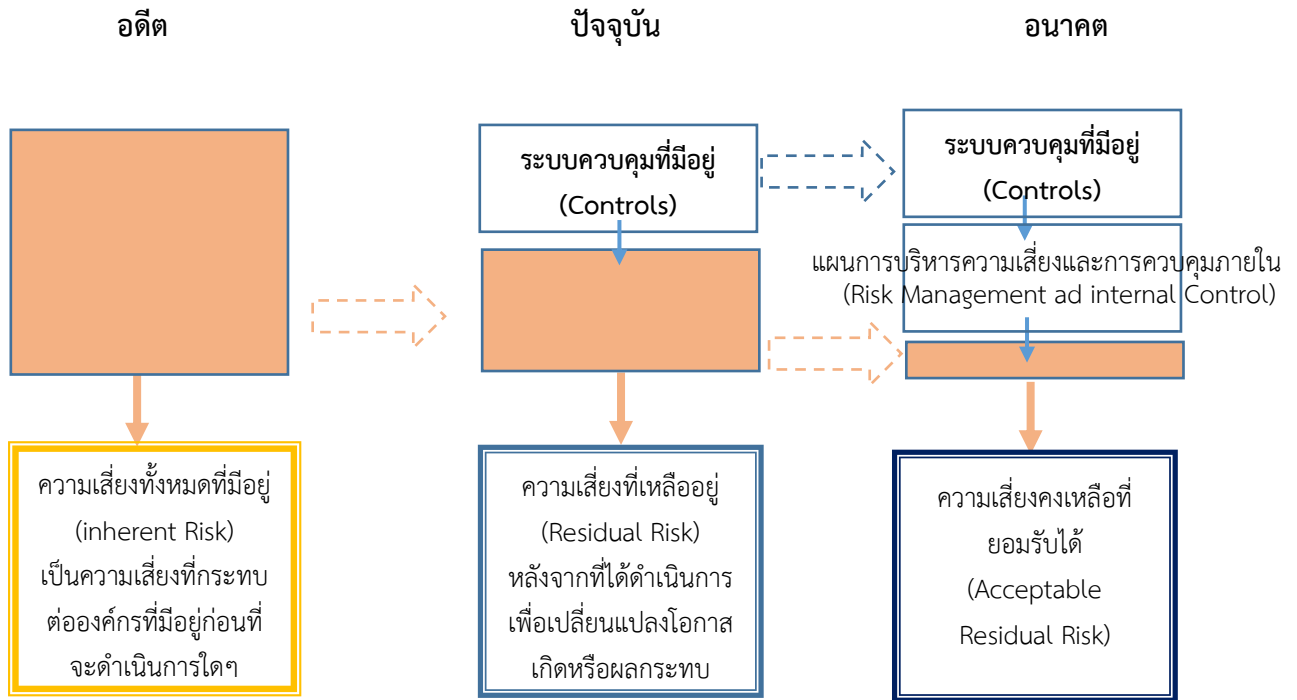 อดีต
ปัจจุบัน
อนาคต
ระบบควบคุมที่มีอยู่
(Controls)
ระบบควบคุมที่มีอยู่
(Controls)
แผนการบริหารความเสี่ยงและการควบคุมภายใน
(Risk Management ad internal Control)
ความเสี่ยงทั้งหมดที่มีอยู่
(inherent Risk)
เป็นความเสี่ยงที่กระทบ
ต่อองค์กรที่มีอยู่ก่อนที่
จะดำเนินการใดๆ
ความเสี่ยงที่เหลืออยู่
(Residual Risk)
หลังจากที่ได้ดำเนินการ
เพื่อเปลี่ยนแปลงโอกาส
เกิดหรือผลกระทบ
ความเสี่ยงคงเหลือที่
ยอมรับได้
(Acceptable
Residual Risk)